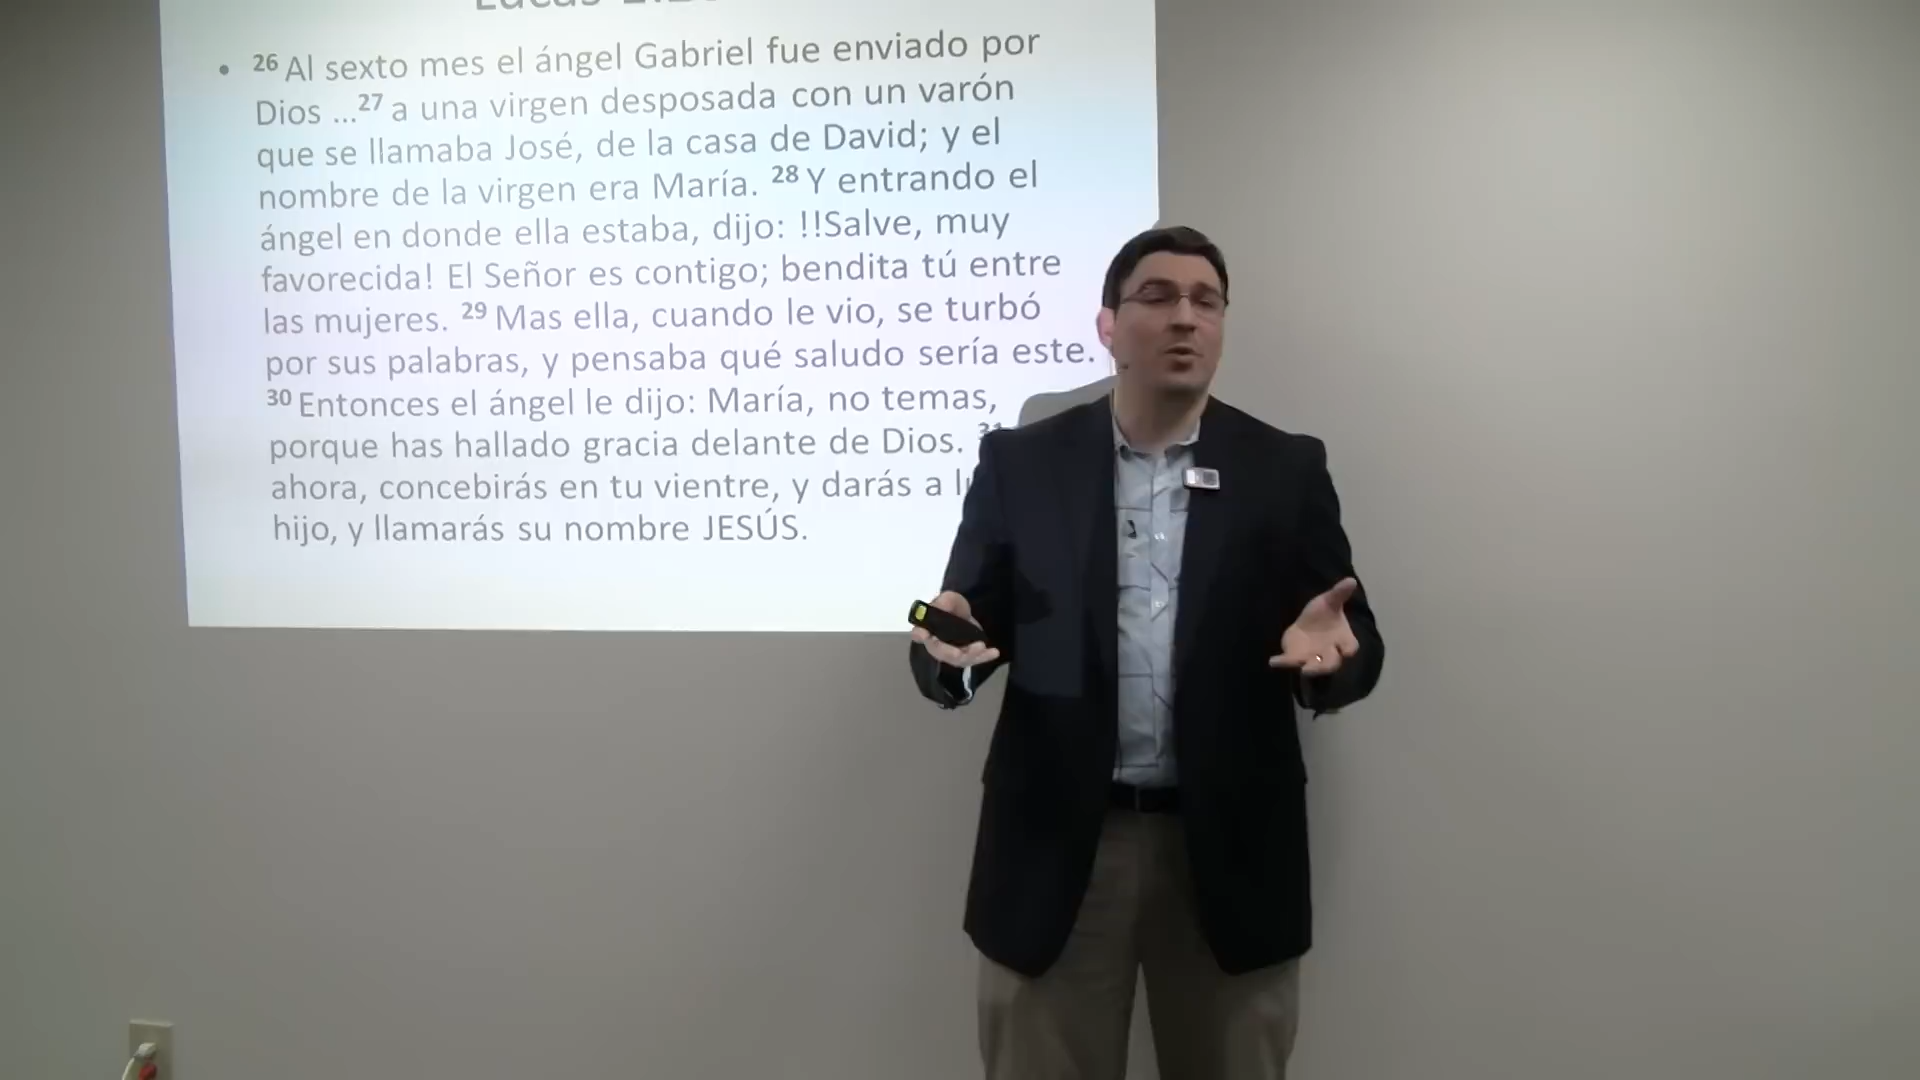 Lucas
• 26 Al sexto mes el ángel Gabriel fue enviado por
Dios ...27 a una virgen desposada con un varón
que se llamaba José, de la casa de David; y el
nombre de la virgen era María. 28 Y entrando el
ángel en donde ella estaba, dijo: !!Salve, muy
favorecida! El Señor es contigo; bendita tú entre
las mujeres. 29 Mas ella, cuando le vio, se turbó
por sus palabras, y pensaba qué saludo sería este.
30 Entonces el ángel le dijo: María, no temas,
porque has hallado gracia delante de Dios. 31
ahora, concebirás en tu vientre, y darás a
hijo, y llamarás su nombre JESÚS.